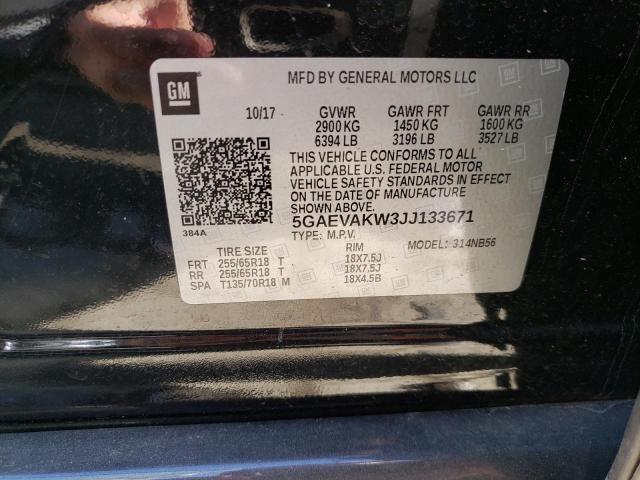 GM
MFD BY GENERAL MOTORS LLC
10/17 GVWR GAWR FRT GAWR RR
2900 KG 1450 KG 1600 KG
6394 LB 3196 LB 3527 LB
THIS VEHICLE CONFORMS TO ALL
APPLICABLE U.S. FEDERAL MOTOR
VEHICLE SAFETY STANDARDS IN EFFECT
ON THE DATE OF MANUFACTURE
SHOWN ABOVE.
384A
5GAEVAKW3JJ133671
TYPE: M.P.V. MODEL: 314NB56
TIRE SIZE RIM
FRT 255/65R18 T 18X7.5J
RR 255/65R18 T 18X7.5J
SPA T135/70R18 M 18X4.5B